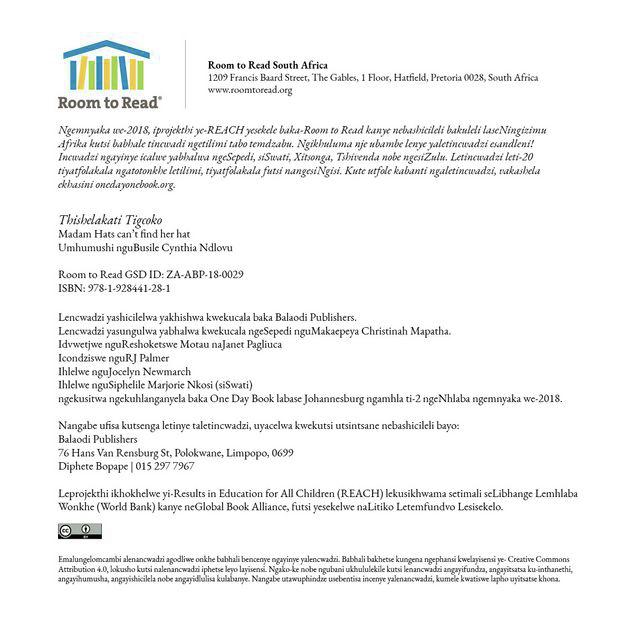 Room to Read®
Room to Read South Africa
1209 Francis Baard Street, The Gables, 1 Floor, Hatfield, Pretoria 0028, South Africa
www.roomtoread.org
Ngemnyaka we-2018, iprojekthi ye-REACH yesekele baka-Room to Read kanye nebashicileli bakuleli laseNingizimu
Afrika kutsi babhale tincwadi ngetilimi tabo temdzabu. Ngikhuluma nje ubambe lenye yaletincwadzi esandleni!
Incwadzi ngayinye icalwe yabhalwa ngeSepedi, siSwati, Xitsonga, Tshivenda nobe ngesiZulu. Letincwadzi leti-20
tiyatfolakala ngatotonkhe letilimi, tiyatfolakala futsi nangesiNgisi. Kute utfole kabanti ngaletincwadzi, vakashela
ekhasini onedayonebook.org.
Thishelakati Tigcoko
Madam Hats can't find her hat
Umhumushi nguBusile Cynthia Ndlovu
Room to Read GSD ID: ZA-ABP-18-0029
ISBN: 978-1-928441-28-1
Lencwadzi yashicilelwa yakhishwa kwekucala baka Balaodi Publishers.
Lencwadzi yasungulwa yabhalwa kwekucala ngeSepedi nguMakaepeya Christinah Mapatha.
Idvwetjwe nguReshoketswe Motau naJanet Pagliuca
Icondziswe nguRJ Palmer
Ihlelwe nguJocelyn Newmarch
Ihlelwe nguSiphelile Marjorie Nkosi (siSwati)
ngekusitwa ngekuhlanganyela baka One Day Book labase Johannesburg ngamhla ti-2 ngeNhlaba ngemnyaka we-2018.
Nangabe ufisa kutsenga letinye taletincwadzi, uyacelwa kwekutsi utsintsane nebashicileli bayo:
Balaodi Publishers
76 Hans Van Rensburg St, Polokwane, Limpopo, 0699
Diphete Bopape | 015 297 7967
Leprojekthi ikhokhelwe yi-Results in Education for All Children (REACH) lekusikhwama setimali seLibhange Lemhlaba
Wonkhe (World Bank) kanye neGlobal Book Alliance, futsi yesekelwe naLitiko Letemfundvo Lesisekelo.
cc BY
Emalungelomcambi alenancwadzi agodliwe onkhe babhali bencenye ngayinye yalencwadzi. Babhali bakhetse kungena ngephansi kwelayisensi ye- Creative Commons
Attribution 4.0, lokusho kutsi nalenancwadzi iphetse leyo layisensi. Ngako-ke nobe ngubani ukhululekile kutsi lenancwadzi angayifundza, angayitsatsa ku-inthanethi,
angayihumusha, angayishicilela nobe angayidlulisa kulabanye. Nangabe utawuphindze usebentisa incenye yalenancwadzi, kumele kwatiswe lapho uyitsatse khona.